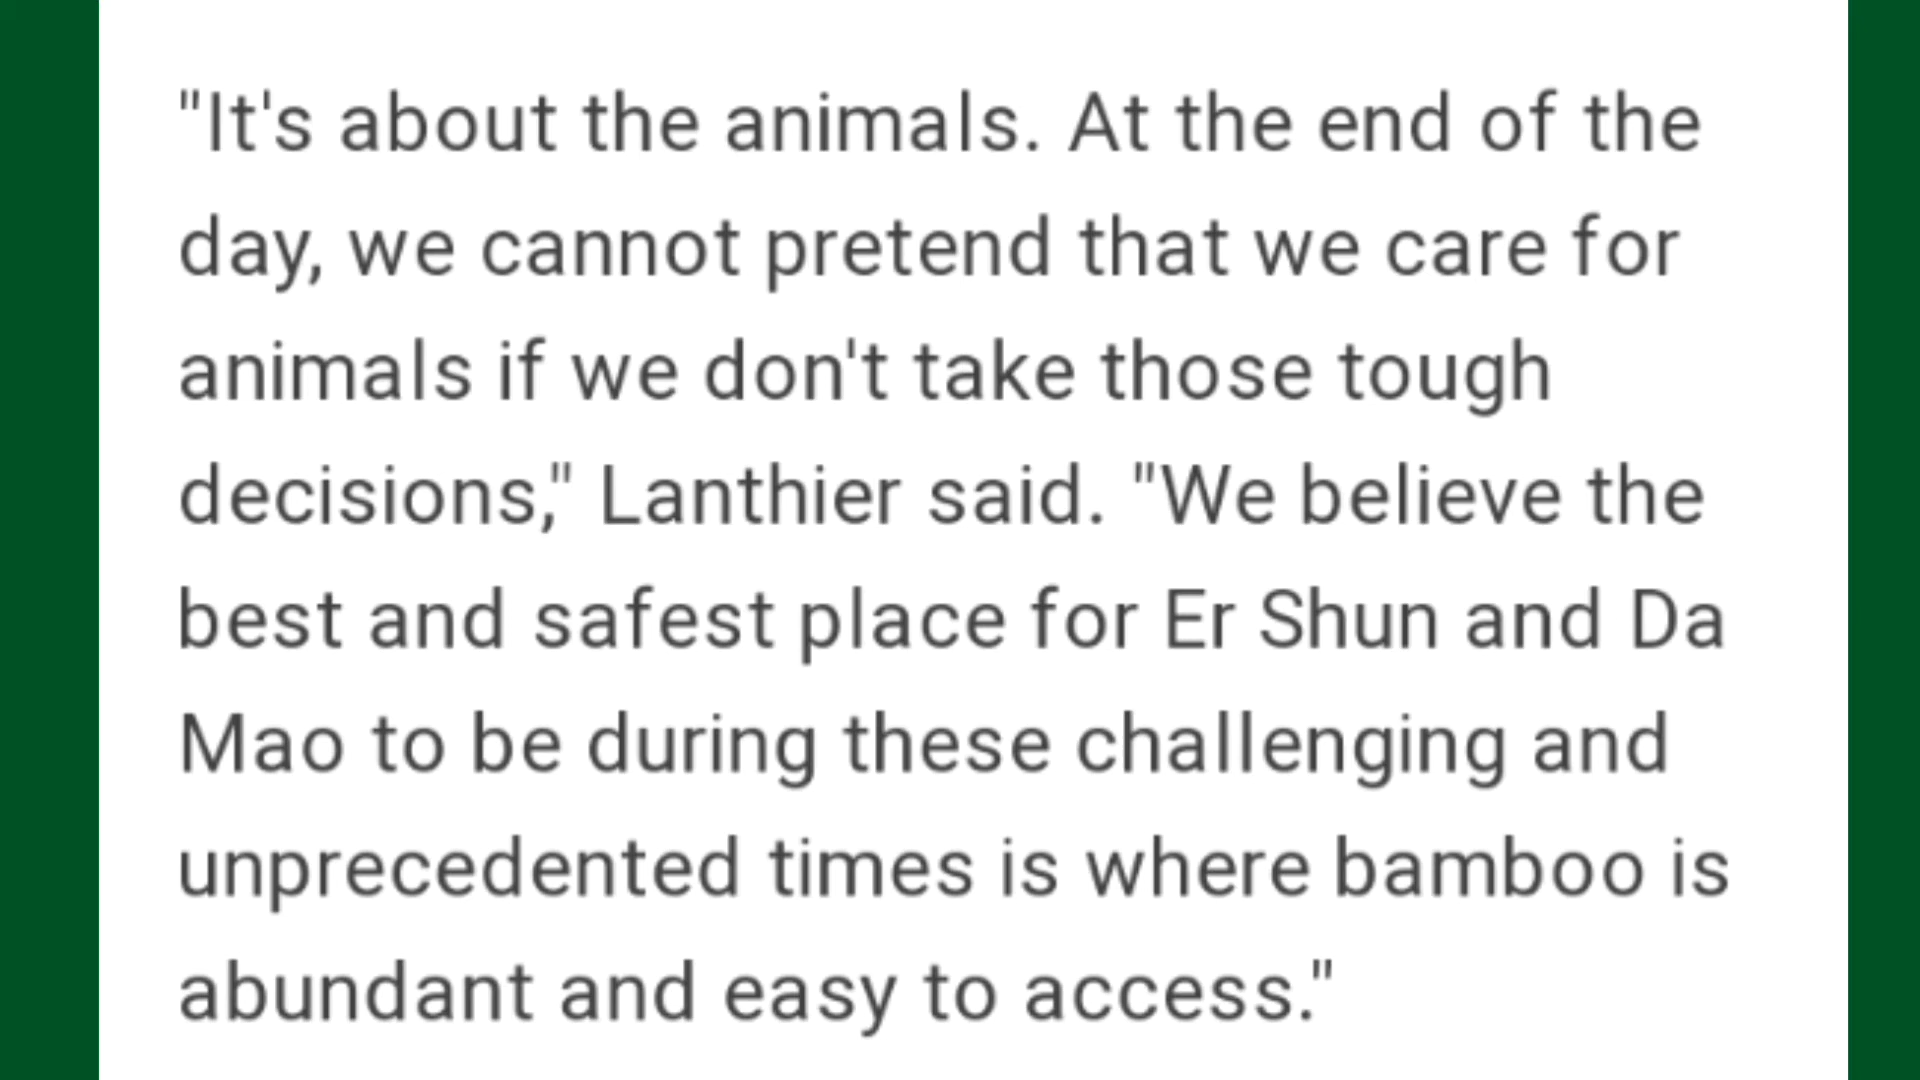 "It's about the animals. At the end of the
day, we cannot pretend that we care for
animals if we don't take those tough
decisions," Lanthier said. "We believe the
best and safest place for Er Shun and Da
Mao to be during these challenging and
unprecedented times is where bamboo is
abundant and easy to access."